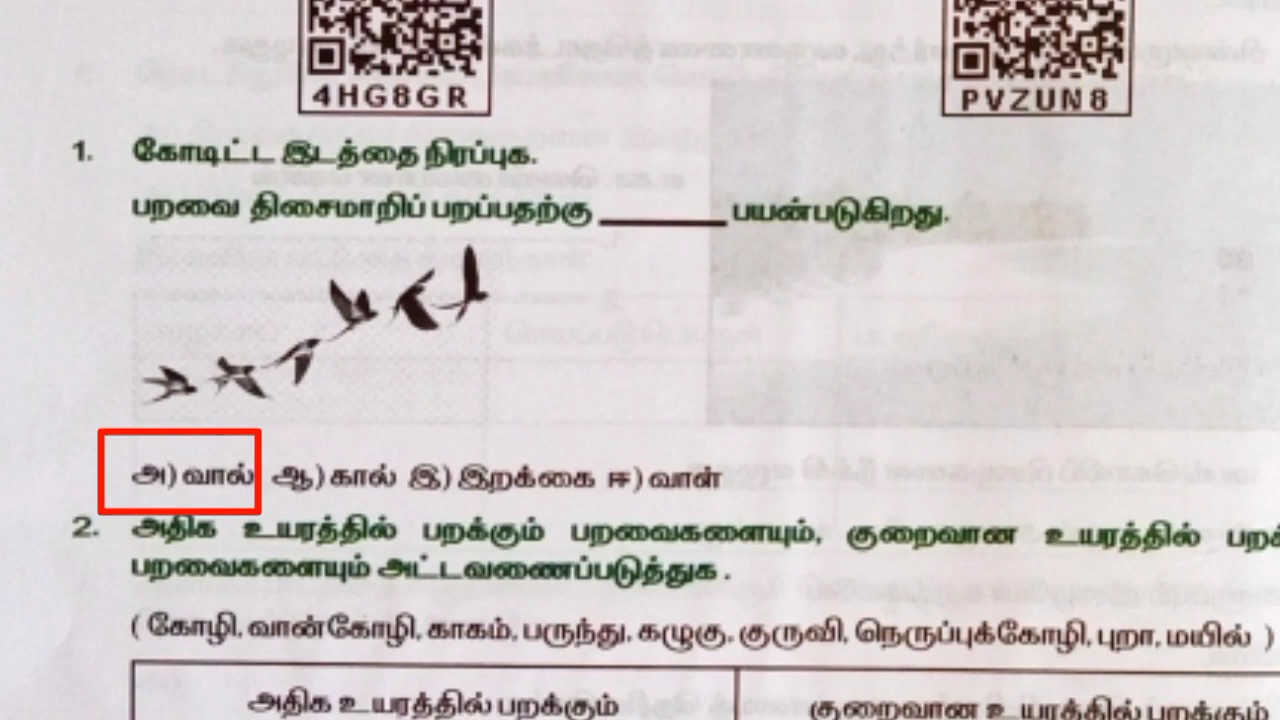 4HG8GR PVZUN8
1. கோடிட்ட இடத்தை நிரப்புக.
பறவை திசைமாறிப் பறப்பதற்கு ________ பயன்படுகிறது.
அ) வால் ஆ) கால் இ) இறக்கை ஈ) வான்
2. அதிக உயரத்தில் பறக்கும் பறவைகளையும், குறைவான உயரத்தில்
பறவைகளையும் அட்டவணைப்படுத்துக .
( கோழி, வான்கோழி, காகம், பருந்து, கழுகு, குருவி, நெருப்புக்கோழி, புறா, மயில் )
அதிக உயரத்தில் பறக்கும் குறைவான உயரத்தில் பறக்கும்